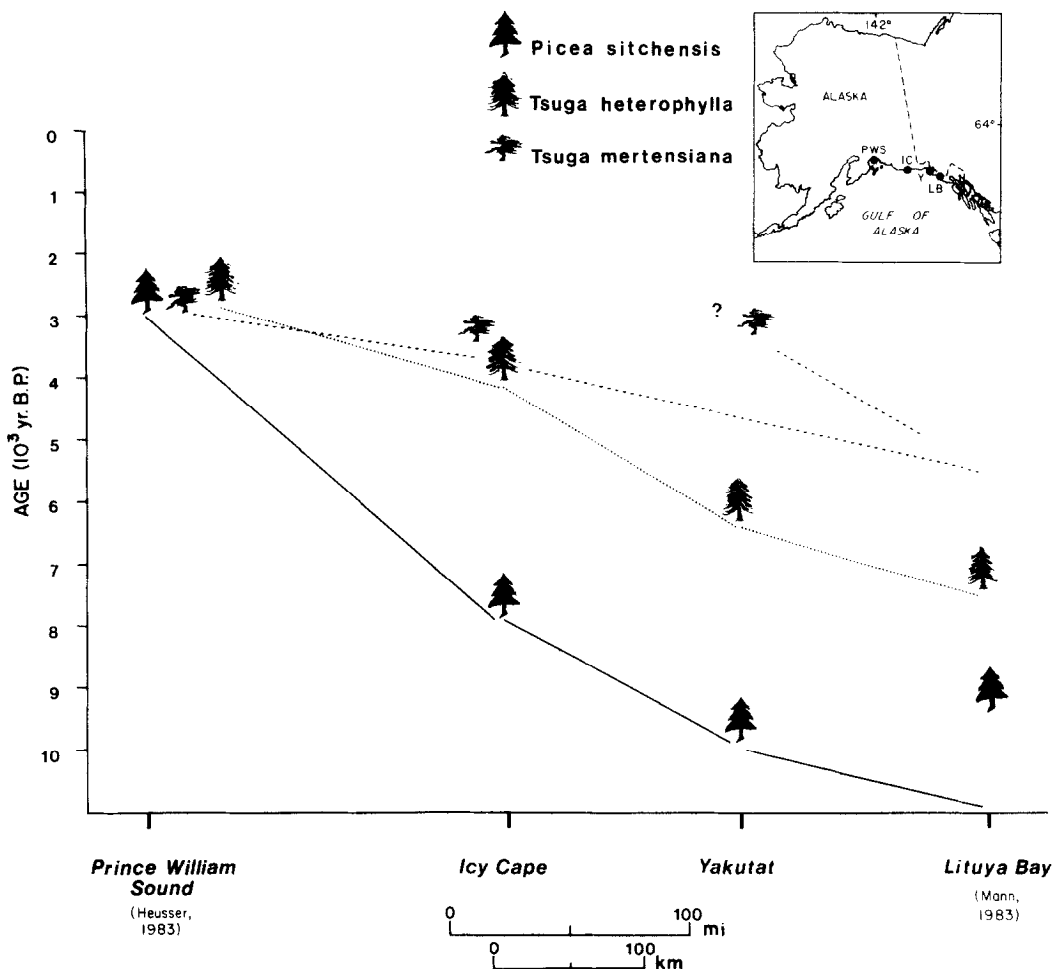 Picea sitchensis
Tsuga heterophylla
Tsuga mertensiana
142°
ALASKA
64°
PWS
IC
Y
LB
GULF OF
ALASKA
AGE (10³ yr. B.P.)
0
1
2
3
4
5
6
7
8
9
10
?
Prince William
Sound
(Heusser,
1983)
Icy Cape
Yakutat
Lituya Bay
(Mann,
1983)
0 100
mi
0 100
km